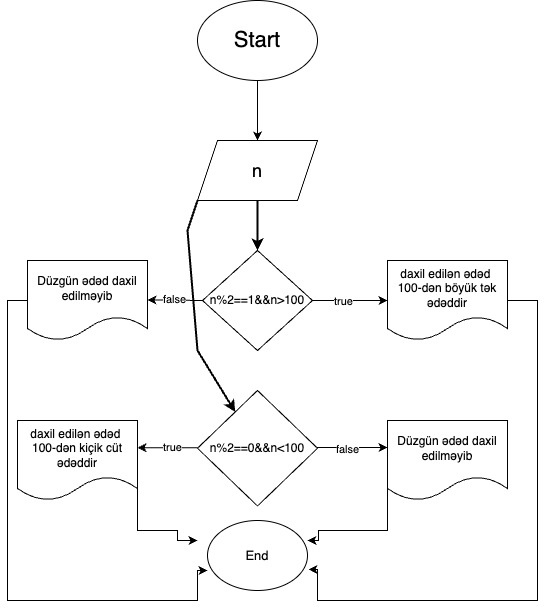 Start
n
Düzgün ədəd daxil
edilməyib
false
n%2==1&&n>100
true
daxil edilən ədəd
100-dən böyük tək
ədəddir
daxil edilən ədəd
100-dən kiçik cüt
ədəddir
true
n%2==0&&n<100
false
Düzgün ədəd daxil
edilməyib
End